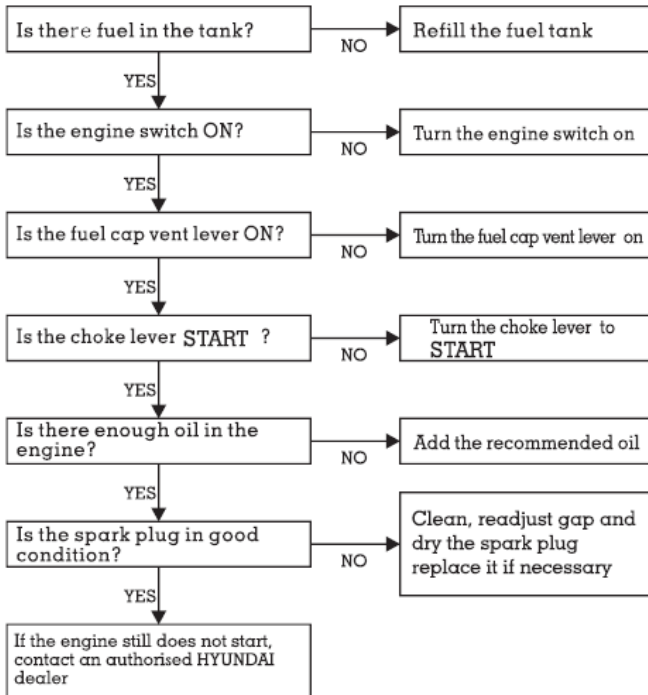 Is there fuel in the tank?
NO
Refill the fuel tank
YES
Is the engine switch ON?
NO
Turn the engine switch on
YES
Is the fuel cap vent lever ON?
NO
Turn the fuel cap vent lever on
YES
Is the choke lever START ?
NO
Turn the choke lever to
START
YES
Is there enough oil in the
engine?
NO
Add the recommended oil
YES
Is the spark plug in good
condition?
NO
Clean, readjust gap and
dry the spark plug
replace it if necessary
YES
If the engine still does not start,
contact an authorised HYUNDAI
dealer